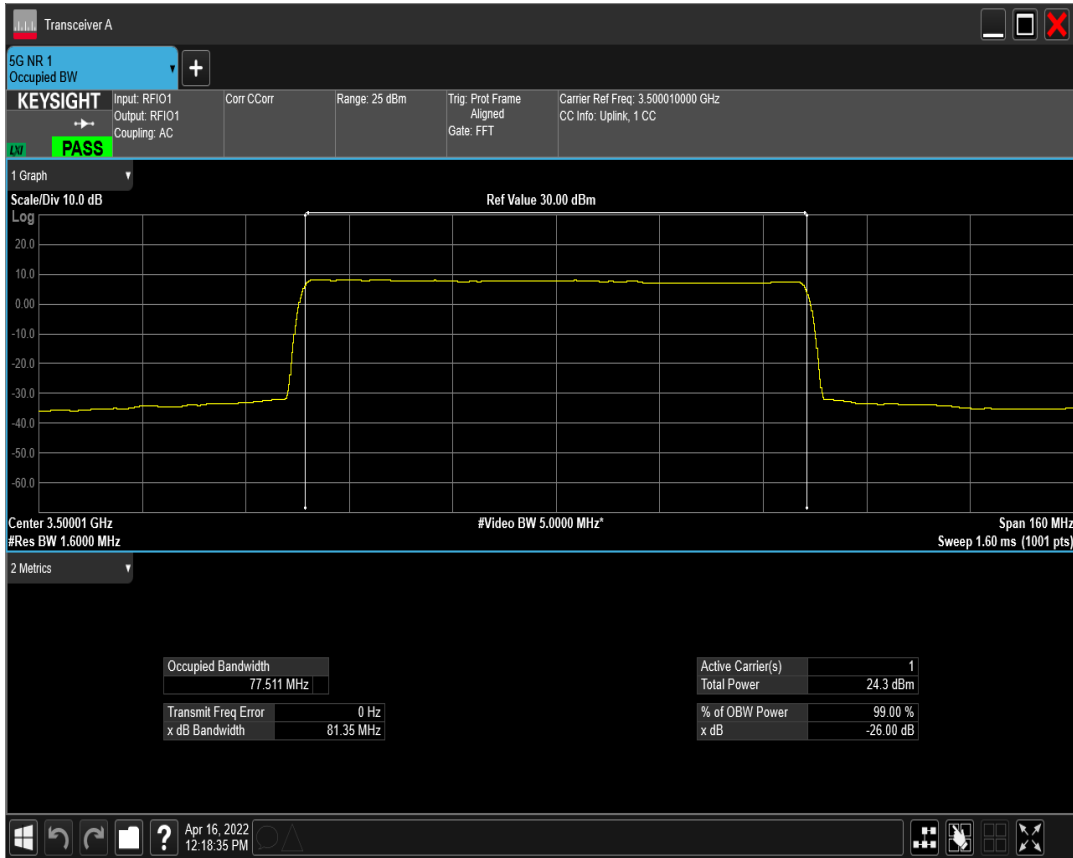 Transceiver A
5G NR 1
Occupied BW
+
KEYSIGHT
LXI
PASS
Input: RFIO1
Output: RFIO1
Coupling: AC
Corr CCorr
Range: 25 dBm
Trig: Prot Frame
Aligned
Gate: FFT
Carrier Ref Freq: 3.500010000 GHz
CC Info: Uplink, 1 CC
1 Graph
Scale/Div 10.0 dB
Ref Value 30.00 dBm
Log
20.0
10.0
0.00
-10.0
-20.0
-30.0
-40.0
-50.0
-60.0
Center 3.50001 GHz
#Video BW 5.0000 MHz*
Span 160 MHz
#Res BW 1.6000 MHz
Sweep 1.60 ms (1001 pts)
2 Metrics
Occupied Bandwidth
77.511 MHz
Transmit Freq Error 0 Hz
x dB Bandwidth 81.35 MHz
Active Carrier(s) 1
Total Power 24.3 dBm
% of OBW Power 99.00 %
x dB -26.00 dB
?
Apr 16, 2022
12:18:35 PM